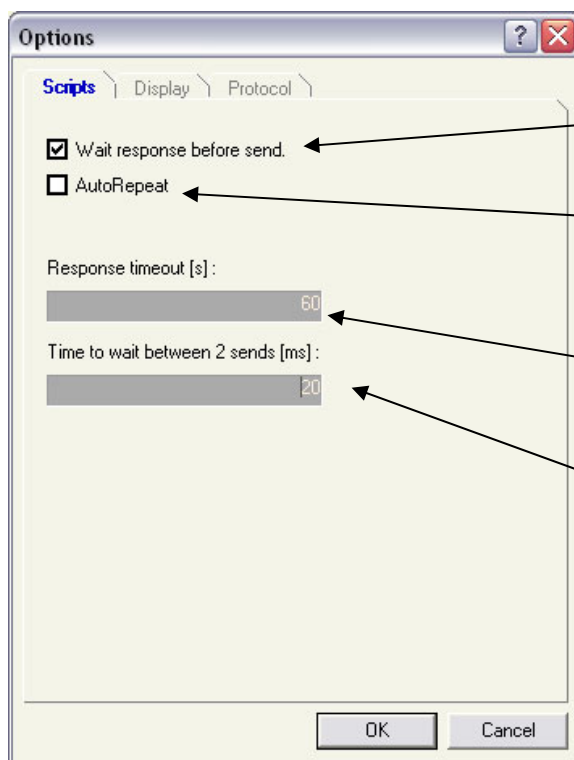 Options
Scripts Display Protocol
Wait response before send.
AutoRepeat
Response timeout [s] :
60
Time to wait between 2 sends [ms] :
20
OK Cancel